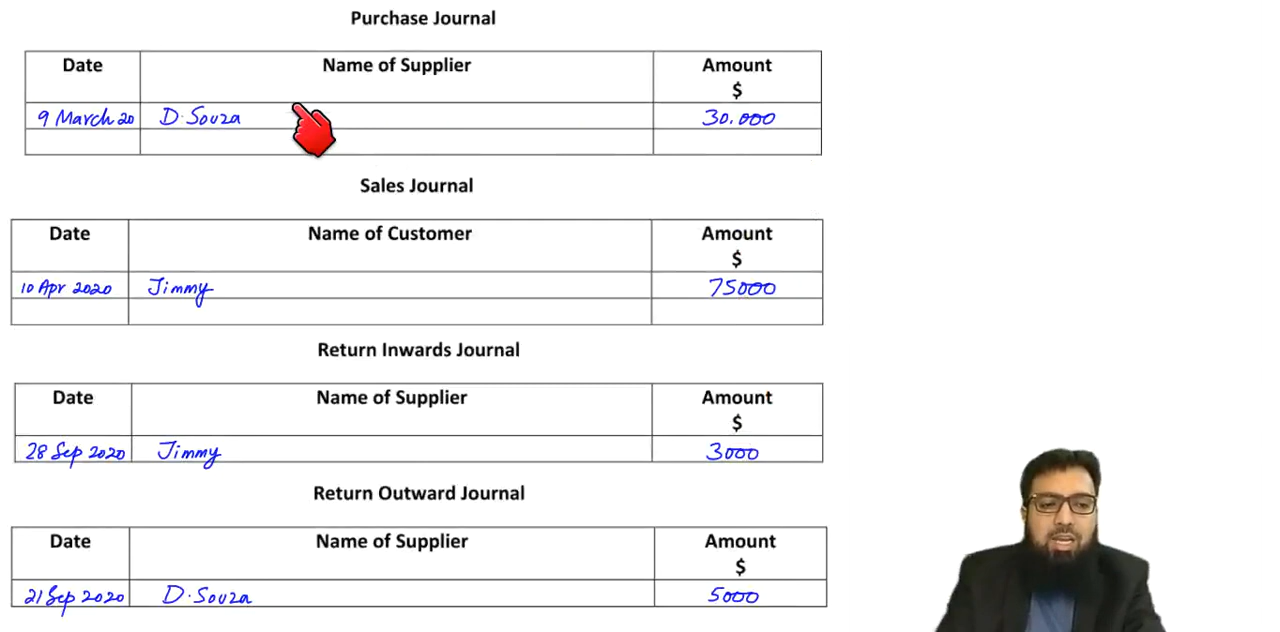 Purchase Journal
Date Name of Supplier Amount
$
9 March 20 D. Souza 30.000
Sales Journal
Date Name of Customer Amount
$
10 Apr 2020 Jimmy 75000
Return Inwards Journal
Date Name of Supplier Amount
$
28 Sep 2020 Jimmy 3000
Return Outward Journal
Date Name of Supplier Amount
$
21 Sep 2020 D. Souza 5000